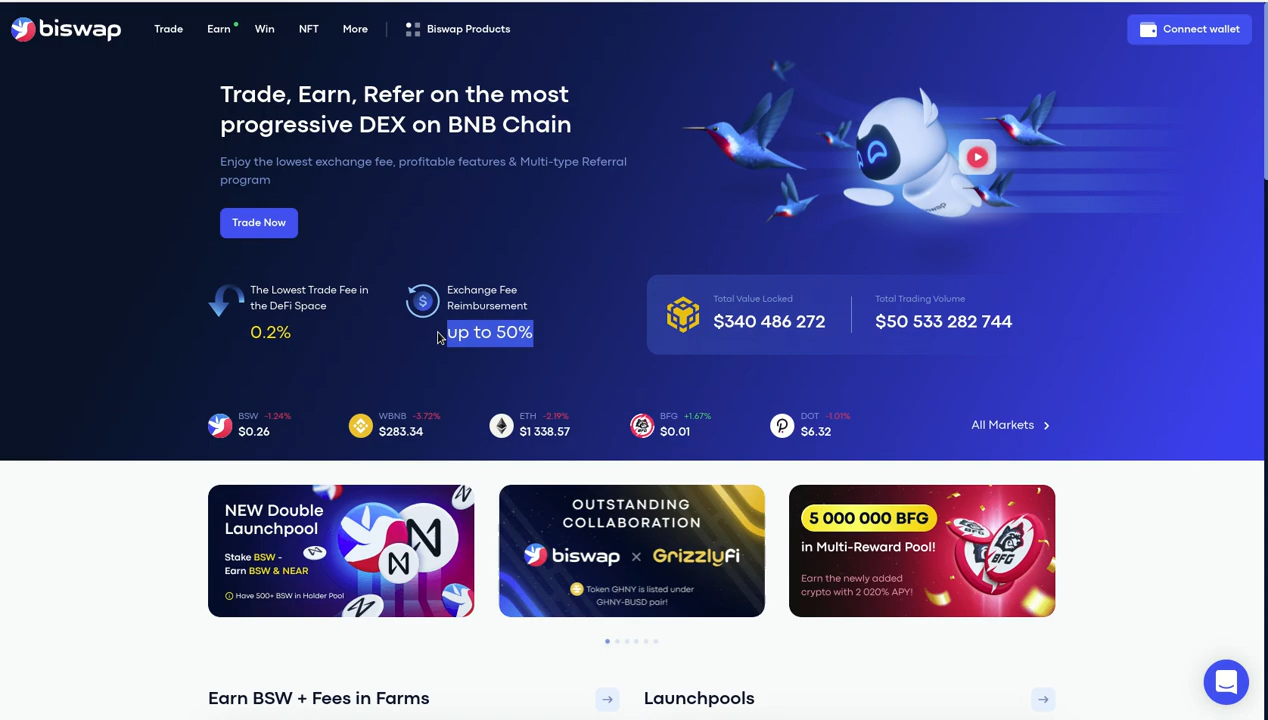 biswap
Trade
Earn
Win
NFT
More
Biswap Products
Connect wallet
Trade, Earn, Refer on the most
progressive DEX on BNB Chain
Enjoy the lowest exchange fee, profitable features & Multi-type Referral
program
Trade Now
The Lowest Trade Fee in
the DeFi Space
0.2%
Exchange Fee
Reimbursement
up to 50%
Total Value Locked
$340 486 272
Total Trading Volume
$50 533 282 744
BSW -1.24%
$0.26
WBNB -3.72%
$283.34
ETH -2.19%
$1 338.57
BFG +1.67%
$0.01
DOT -1.01%
$6.32
All Markets
NEW Double
Launchpool
Stake BSW -
Earn BSW & NEAR
Have 500+ BSW in Holder Pool
OUTSTANDING
COLLABORATION
biswap × Grizzlyfi
Token GHNY is listed under
GHNY-BUSD pair!
5 000 000 BFG
in Multi-Reward Pool!
Earn the newly added
crypto with 2 020% APY!
BFG
Earn BSW + Fees in Farms
Launchpools